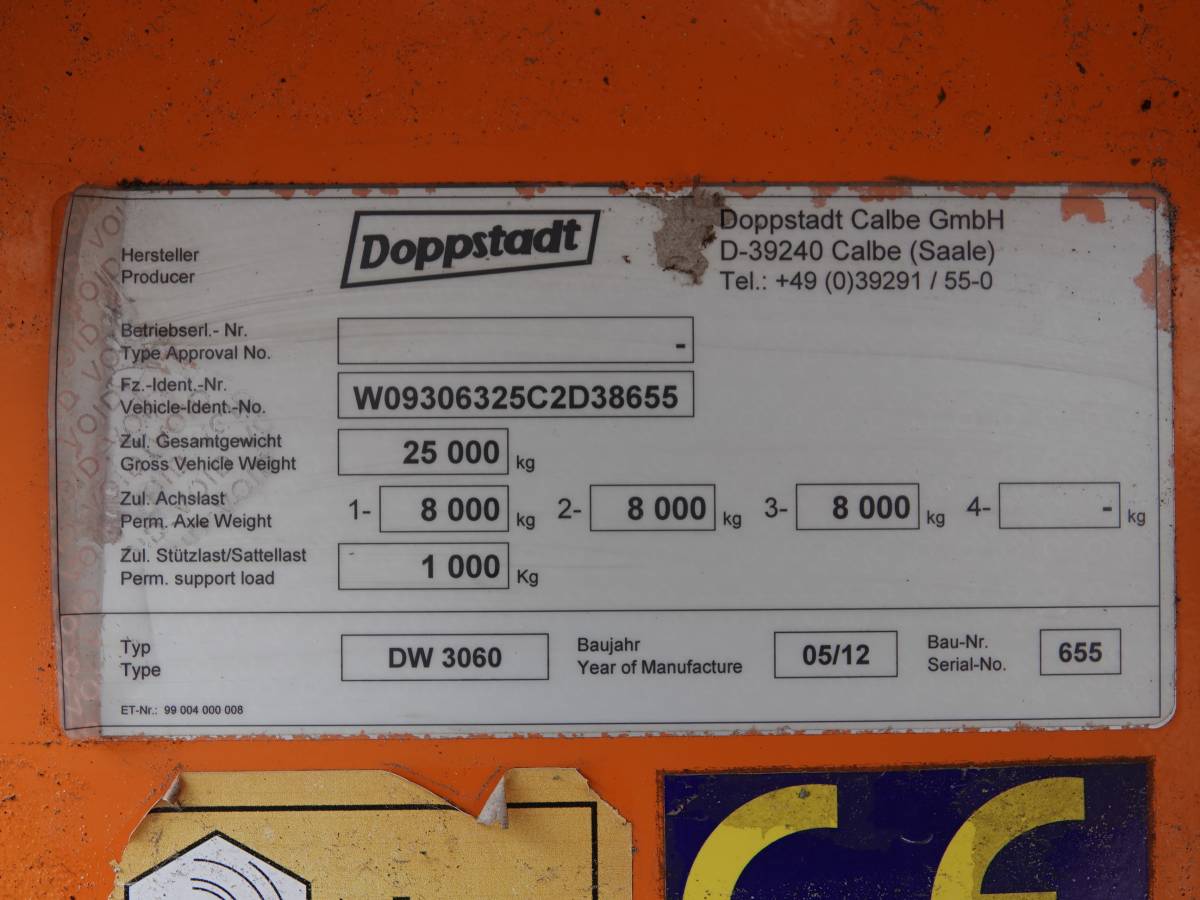 Hersteller
Producer
Doppstadt
Doppstadt Calbe GmbH
D-39240 Calbe (Saale)
Tel.: +49 (0)39291 / 55-0
Betriebserl.- Nr.
Type Approval No.
-
Fz.-Ident.-Nr.
Vehicle-Ident.-No.
W09306325C2D38655
Zul. Gesamtgewicht
Gross Vehicle Weight
25 000 kg
Zul. Achslast
Perm. Axle Weight
1- 8 000 kg 2- 8 000 kg 3- 8 000 kg 4- - kg
Zul. Stützlast/Sattellast
Perm. support load
1 000 Kg
Typ
Type
DW 3060
Baujahr
Year of Manufacture
05/12
Bau-Nr.
Serial-No.
655
ET-Nr.: 99 004 000 008
CE